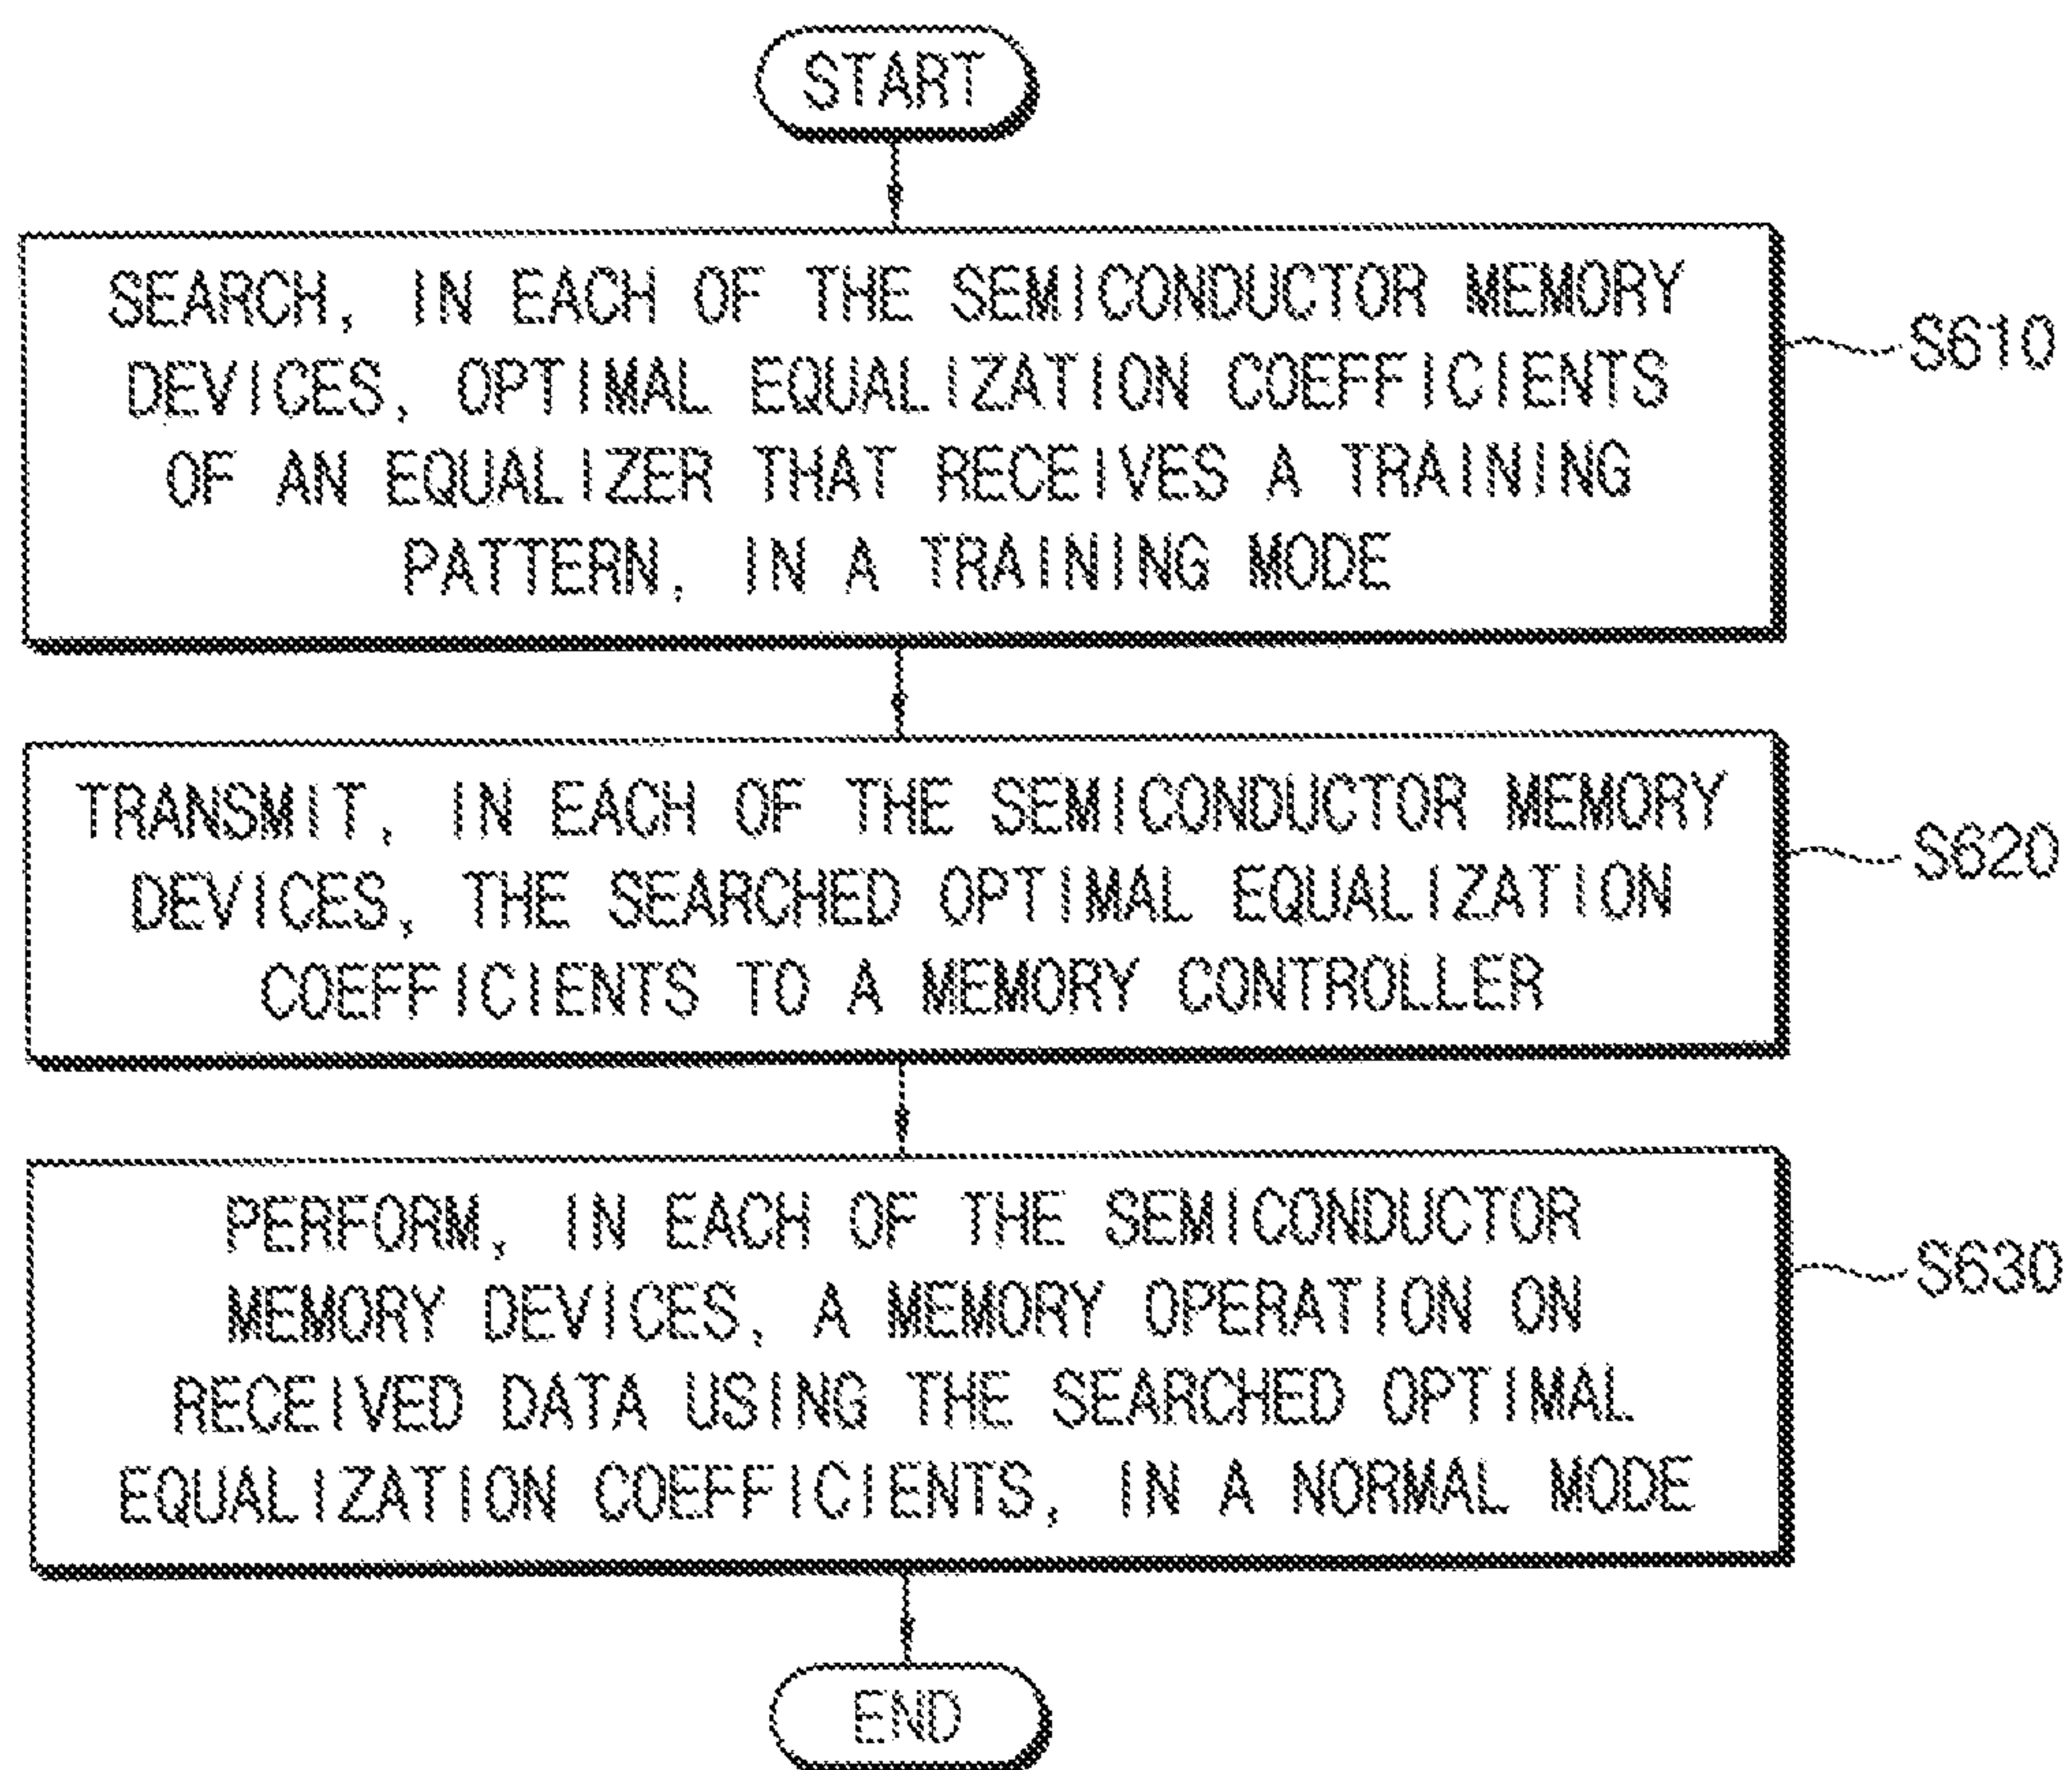 START
SEARCH, IN EACH OF THE SEMICONDUCTOR MEMORY
DEVICES, OPTIMAL EQUALIZATION COEFFICIENTS
OF AN EQUALIZER THAT RECEIVES A TRAINING
PATTERN, IN A TRAINING MODE
S610
TRANSMIT, IN EACH OF THE SEMICONDUCTOR MEMORY
DEVICES, THE SEARCHED OPTIMAL EQUALIZATION
COEFFICIENTS TO A MEMORY CONTROLLER
S620
PERFORM, IN EACH OF THE SEMICONDUCTOR
MEMORY DEVICES, A MEMORY OPERATION ON
RECEIVED DATA USING THE SEARCHED OPTIMAL
EQUALIZATION COEFFICIENTS, IN A NORMAL MODE
S630
END